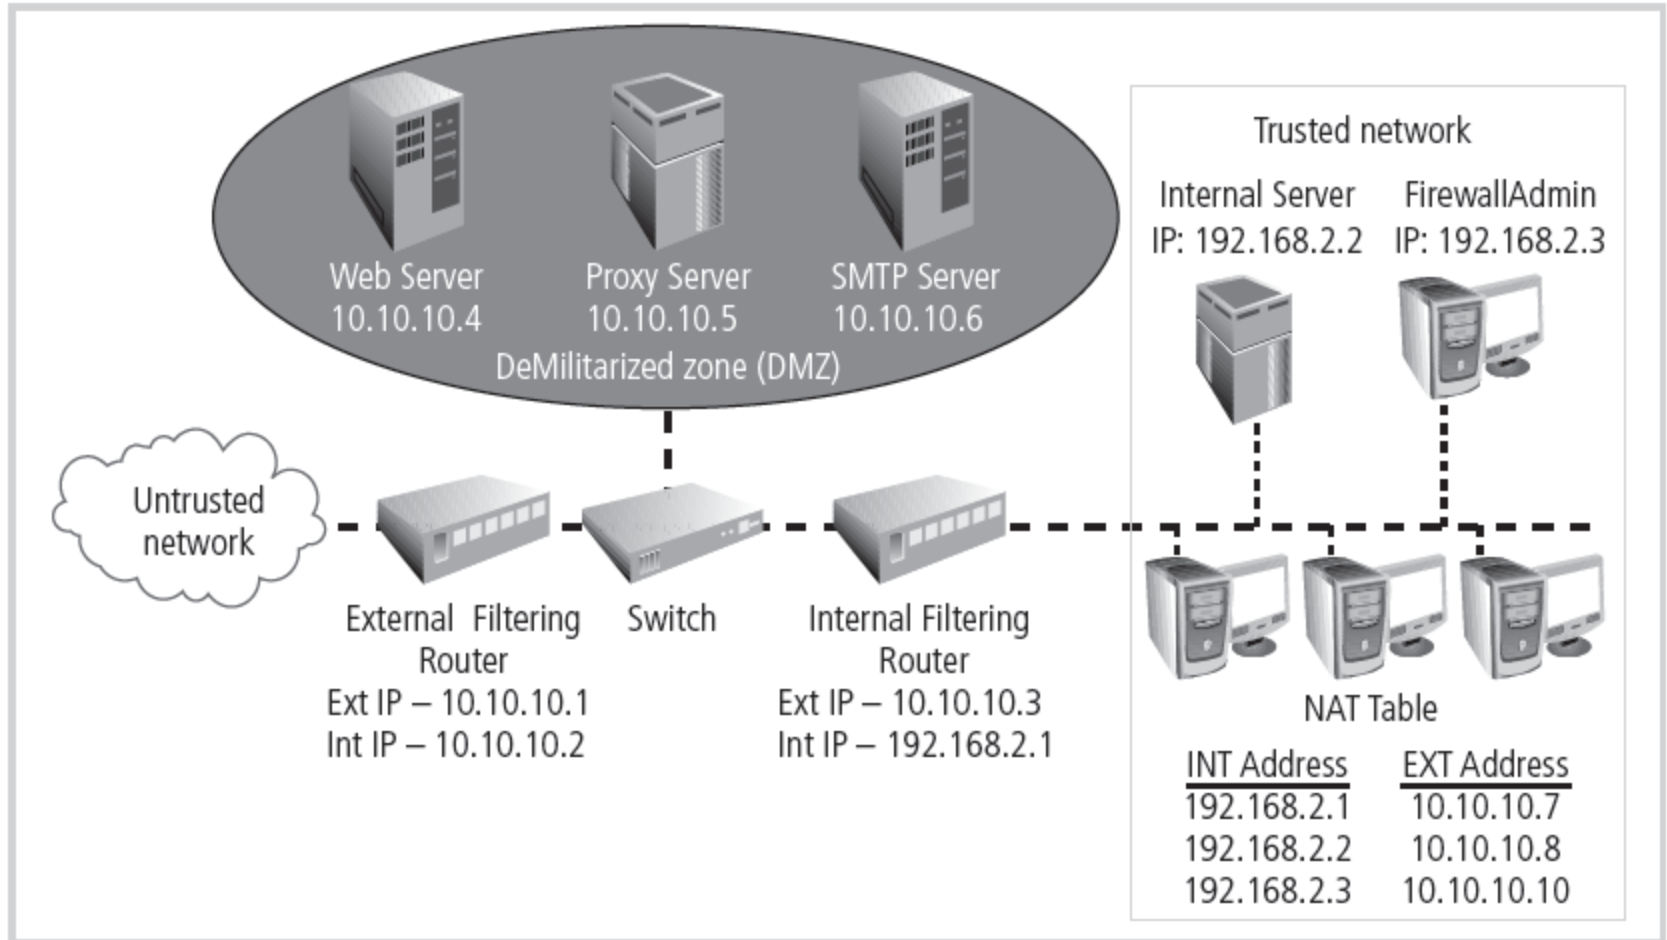 Web Server
10.10.10.4
Proxy Server
10.10.10.5
SMTP Server
10.10.10.6
DeMilitarized zone (DMZ)
Trusted network
Internal Server
IP: 192.168.2.2
FirewallAdmin
IP: 192.168.2.3
Untrusted
network
External Filtering
Router
Ext IP – 10.10.10.1
Int IP – 10.10.10.2
Switch
Internal Filtering
Router
Ext IP – 10.10.10.3
Int IP – 192.168.2.1
NAT Table
INT Address EXT Address
192.168.2.1 10.10.10.7
192.168.2.2 10.10.10.8
192.168.2.3 10.10.10.10